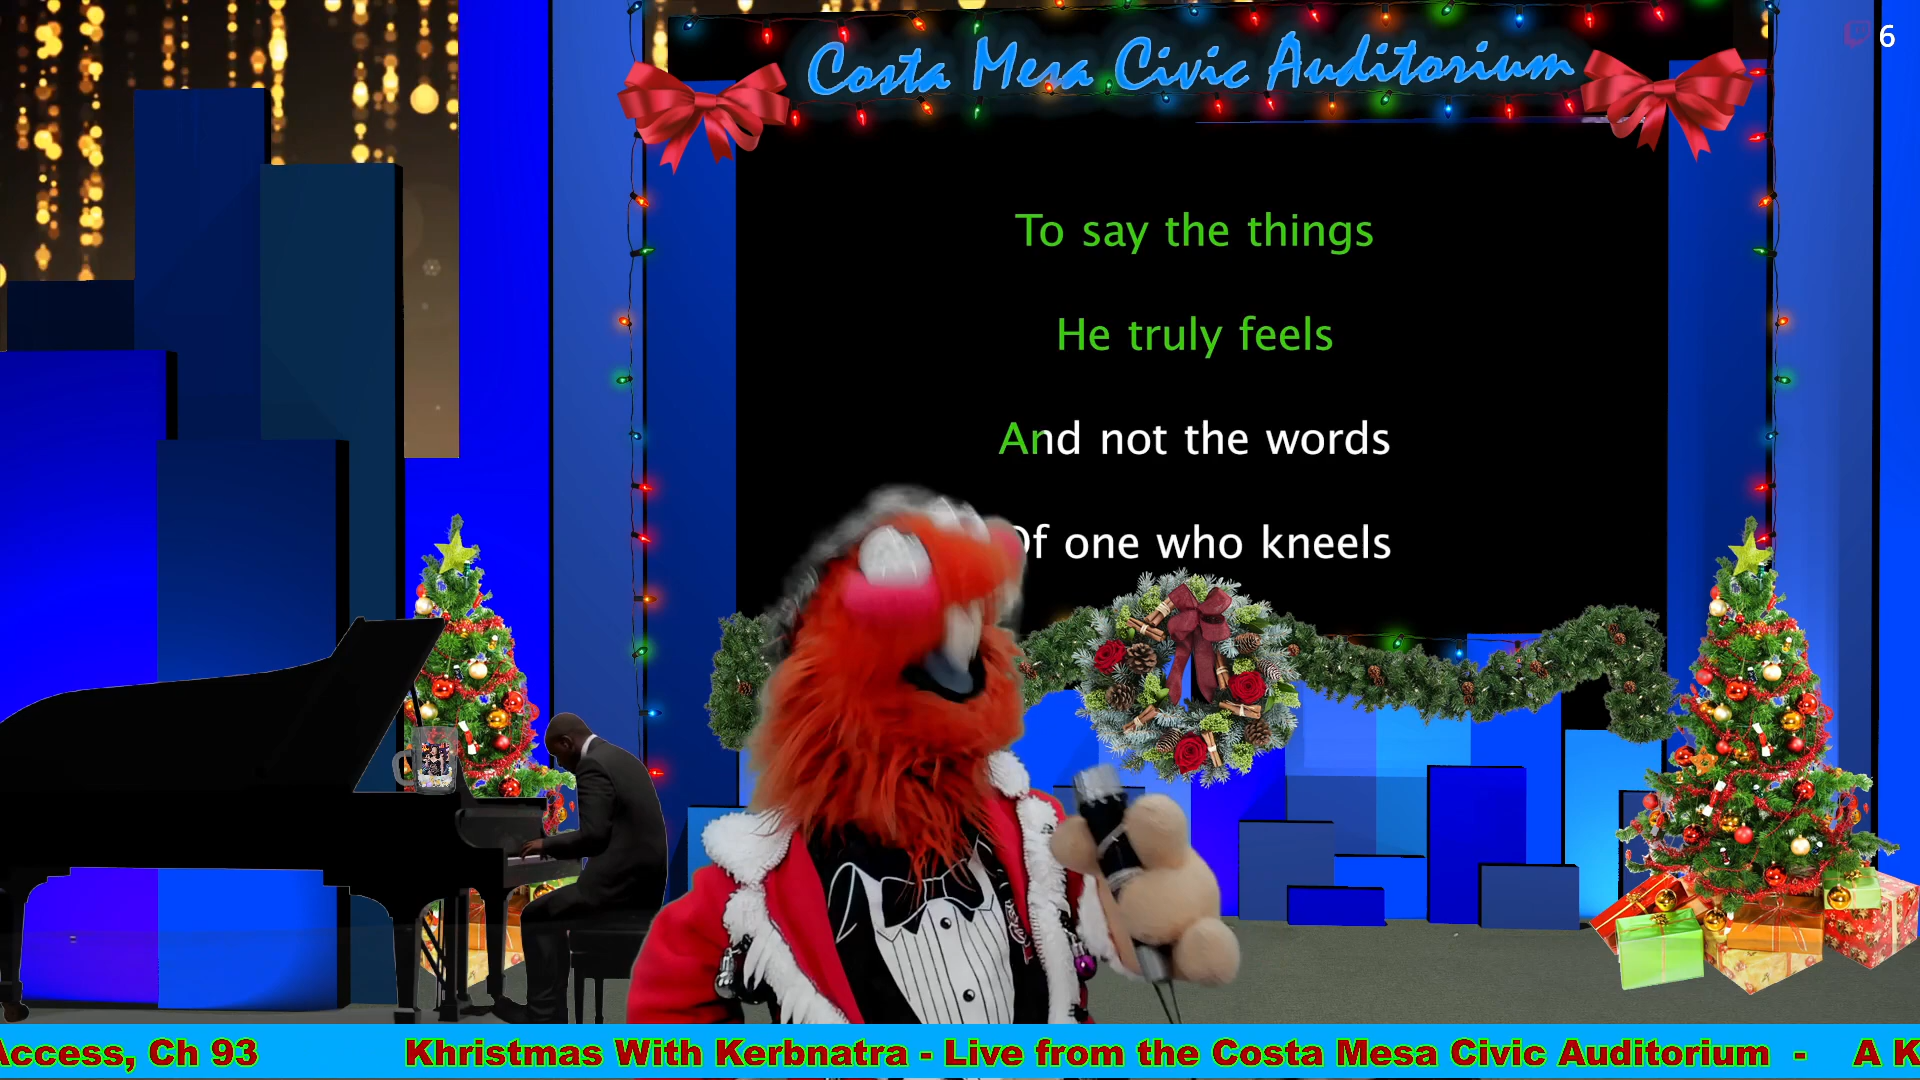 Costa Mesa Civic Auditorium
6
To say the things
He truly feels
And not the words
Of one who kneels
Access, Ch 93 Khristmas With Kerbnatra - Live from the Costa Mesa Civic Auditorium - A K